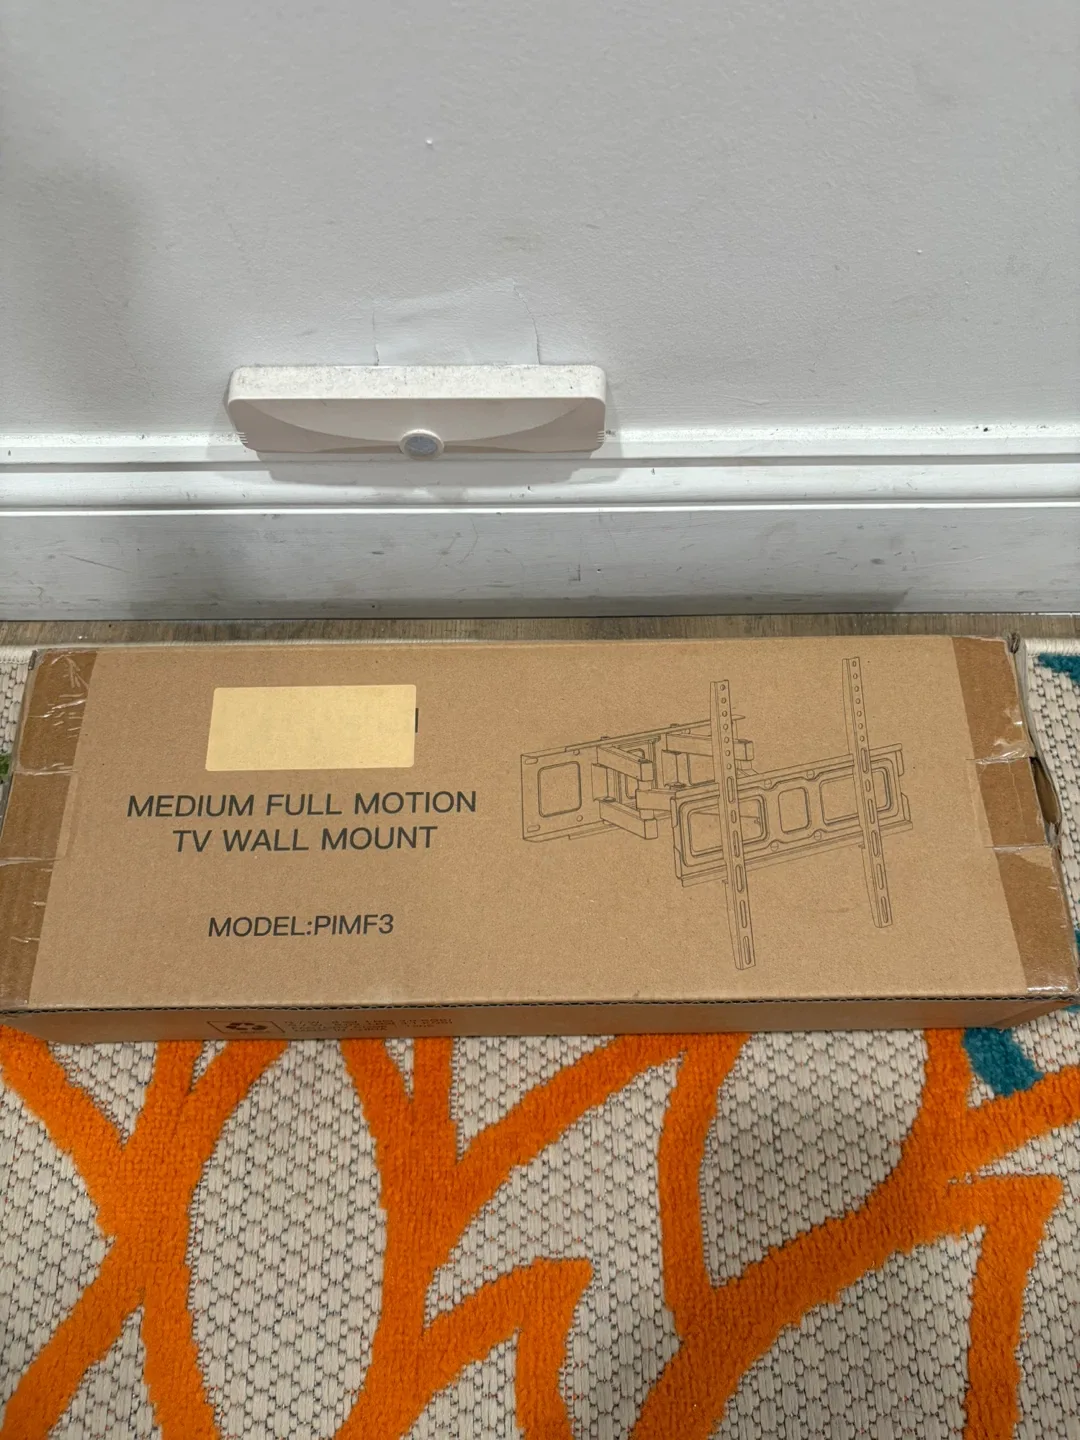 MEDIUM FULL MOTION
TV WALL MOUNT
MODEL:PIMF3